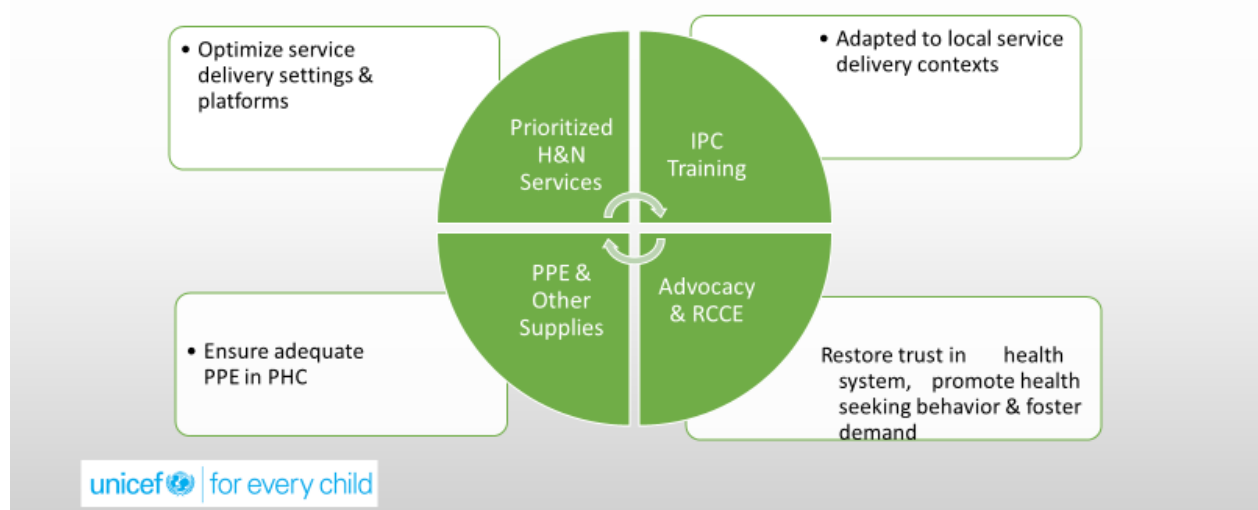 • Optimize service
delivery settings &
platforms
• Adapted to local service
delivery contexts
Prioritized
H&N
Services
IPC
Training
PPE &
Other
Supplies
Advocacy
& RCCE
• Ensure adequate
PPE in PHC
Restore trust in health
system, promote health
seeking behavior & foster
demand
unicef for every child